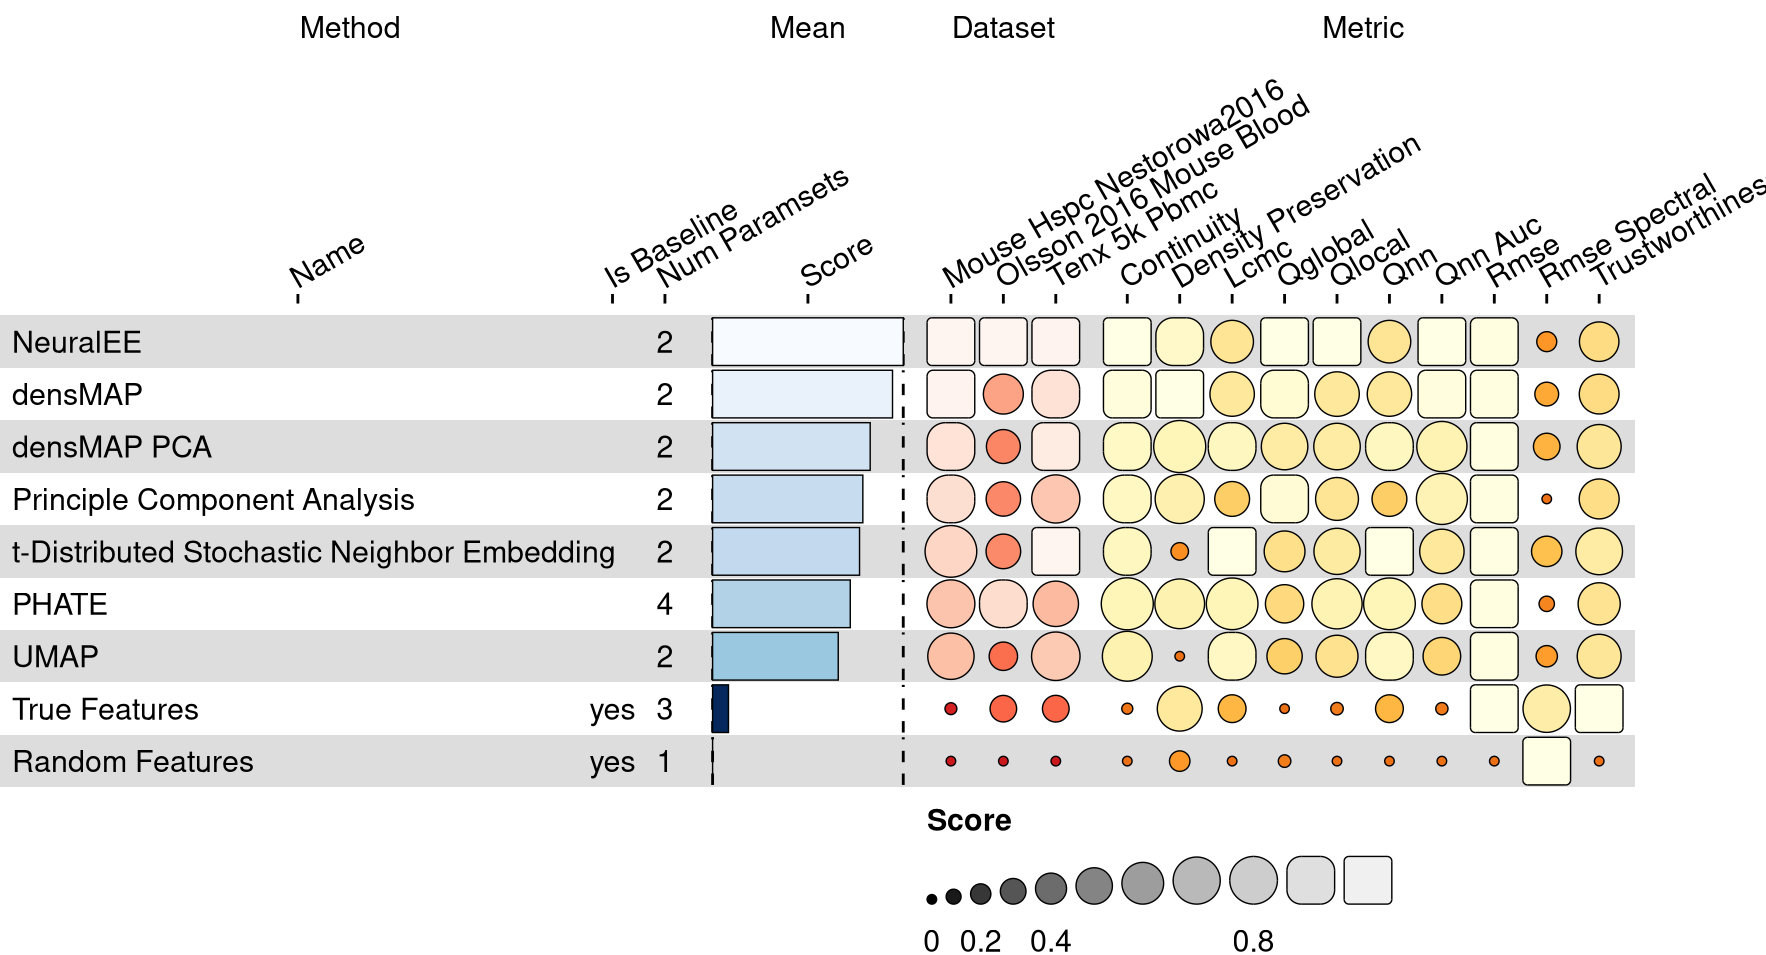 Method Mean Dataset Metric
Name
Is Baseline
Num Paramsets
Score
Mouse Hspc Nestorowa2016
Olsson 2016 Mouse Blood
Tenx 5k Pbmc
Continuity
Density Preservation
Lcmc
Qglobal
Qlocal
Qnn
Qnn Auc
Rmse
Rmse Spectral
Trustworthines
NeuralEE 2
densMAP 2
densMAP PCA 2
Principle Component Analysis 2
t-Distributed Stochastic Neighbor Embedding 2
PHATE 4
UMAP 2
True Features yes 3
Random Features yes 1
Score
0 0.2 0.4 0.8